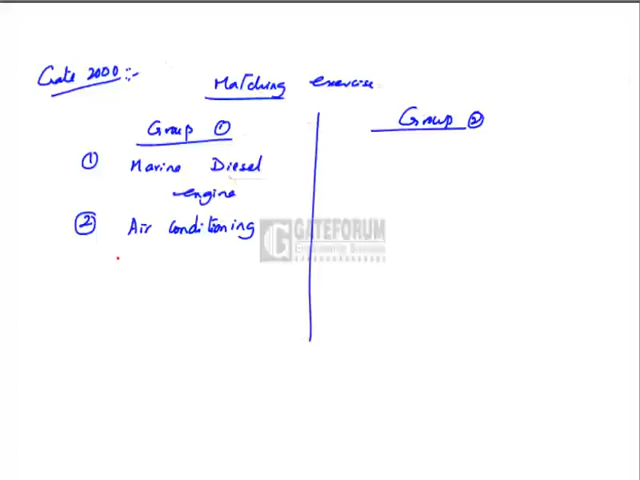 Gate 2000 :-
Matching exercise
Group ①
Group ②
① Marine Diesel
engine
② Air conditioning
GATEFORUM
Engineering Success